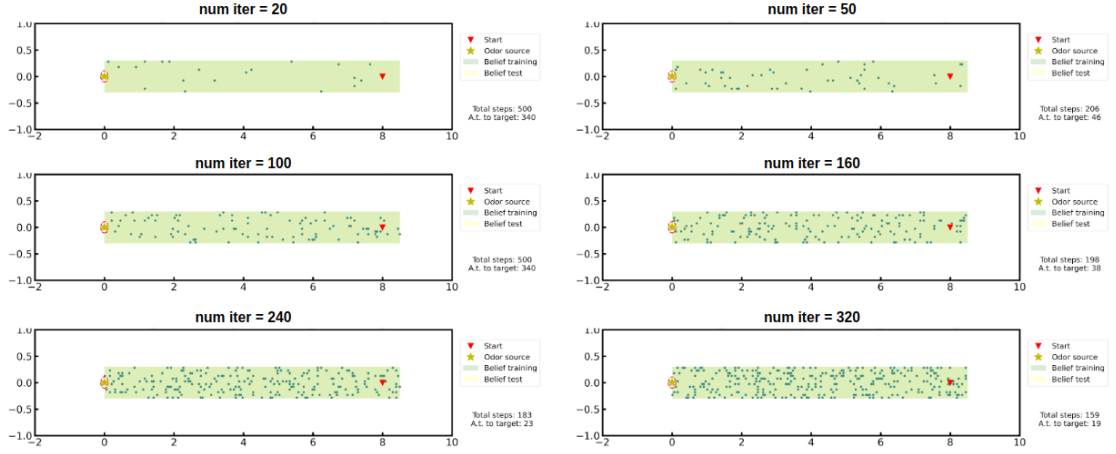 num iter = 20
1.0
0.5
0.0
−0.5
−1.0
−2
0
2
4
6
8
10
Start
Odor source
Belief training
Belief test
Total steps: 500
A.t. to target: 340
num iter = 50
1.0
0.5
0.0
−0.5
−1.0
−2
0
2
4
6
8
10
Start
Odor source
Belief training
Belief test
Total steps: 206
A.t. to target: 46
num iter = 100
1.0
0.5
0.0
−0.5
−1.0
−2
0
2
4
6
8
10
Start
Odor source
Belief training
Belief test
Total steps: 500
A.t. to target: 340
num iter = 160
1.0
0.5
0.0
−0.5
−1.0
−2
0
2
4
6
8
10
Start
Odor source
Belief training
Belief test
Total steps: 198
A.t. to target: 38
num iter = 240
1.0
0.5
0.0
−0.5
−1.0
−2
0
2
4
6
8
10
Start
Odor source
Belief training
Belief test
Total steps: 183
A.t. to target: 23
num iter = 320
1.0
0.5
0.0
−0.5
−1.0
−2
0
2
4
6
8
10
Start
Odor source
Belief training
Belief test
Total steps: 159
A.t. to target: 19